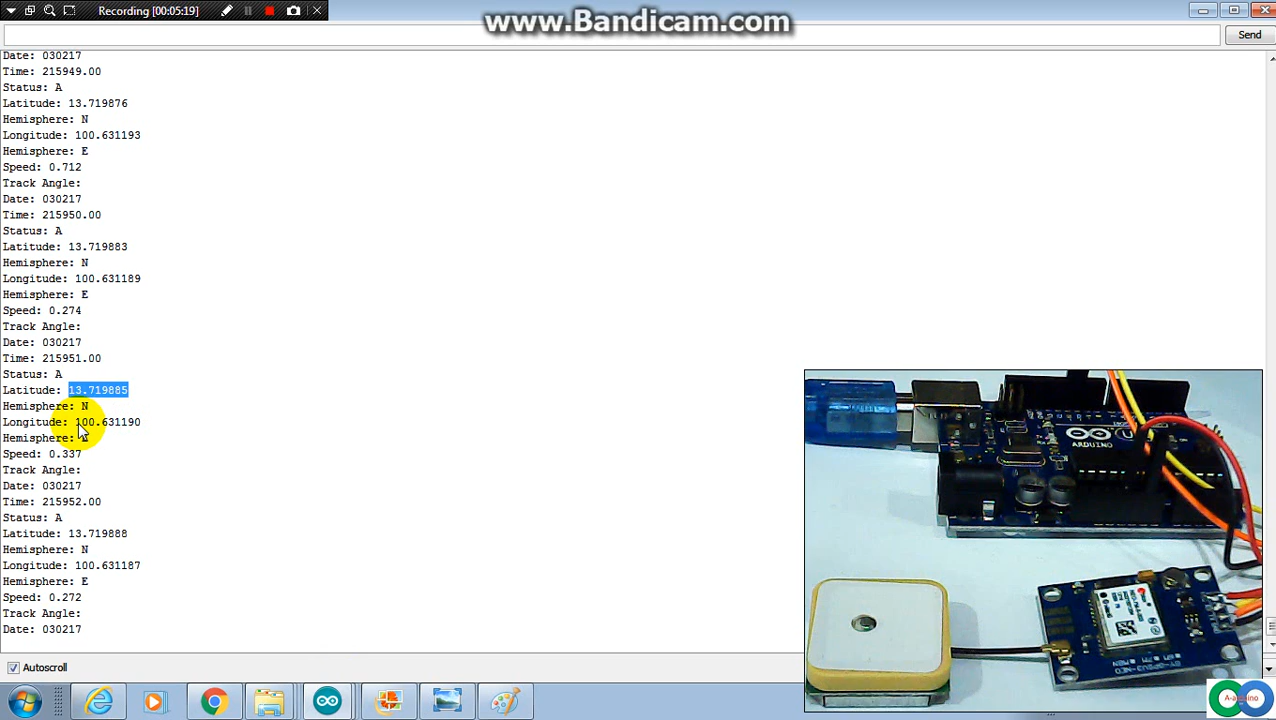 Recording [00:05:19]
www.Bandicam.com
Send
Date: 030217
Time: 215949.00
Status: A
Latitude: 13.719876
Hemisphere: N
Longitude: 100.631193
Hemisphere: E
Speed: 0.712
Track Angle:
Date: 030217
Time: 215950.00
Status: A
Latitude: 13.719883
Hemisphere: N
Longitude: 100.631189
Hemisphere: E
Speed: 0.274
Track Angle:
Date: 030217
Time: 215951.00
Status: A
Latitude: 13.719885
Hemisphere: N
Longitude: 100.631190
Hemisphere: E
Speed: 0.337
Track Angle:
Date: 030217
Time: 215952.00
Status: A
Latitude: 13.719888
Hemisphere: N
Longitude: 100.631187
Hemisphere: E
Speed: 0.272
Track Angle:
Date: 030217
Autoscroll
ARDUINO